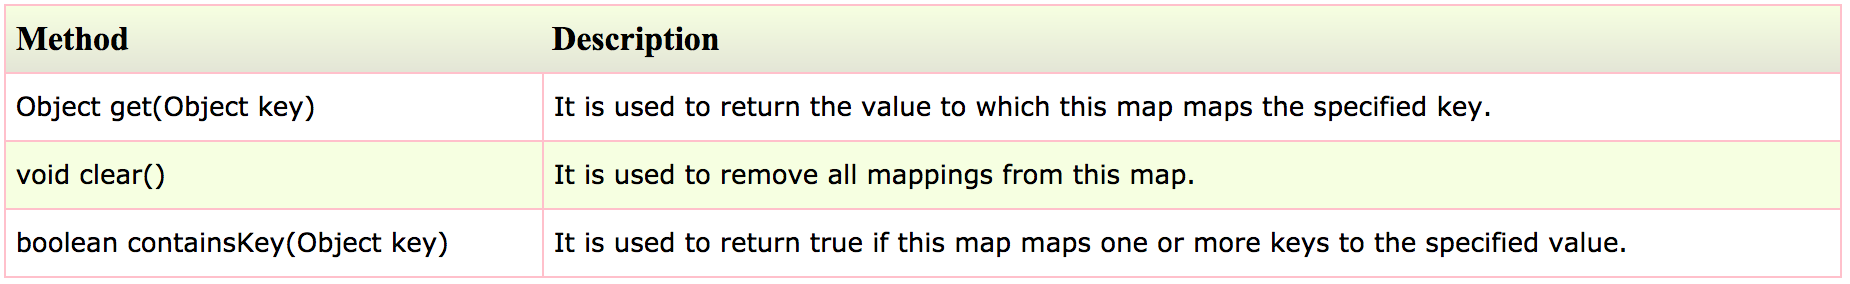 Method Description
Object get(Object key) It is used to return the value to which this map maps the specified key.
void clear() It is used to remove all mappings from this map.
boolean containsKey(Object key) It is used to return true if this map maps one or more keys to the specified value.